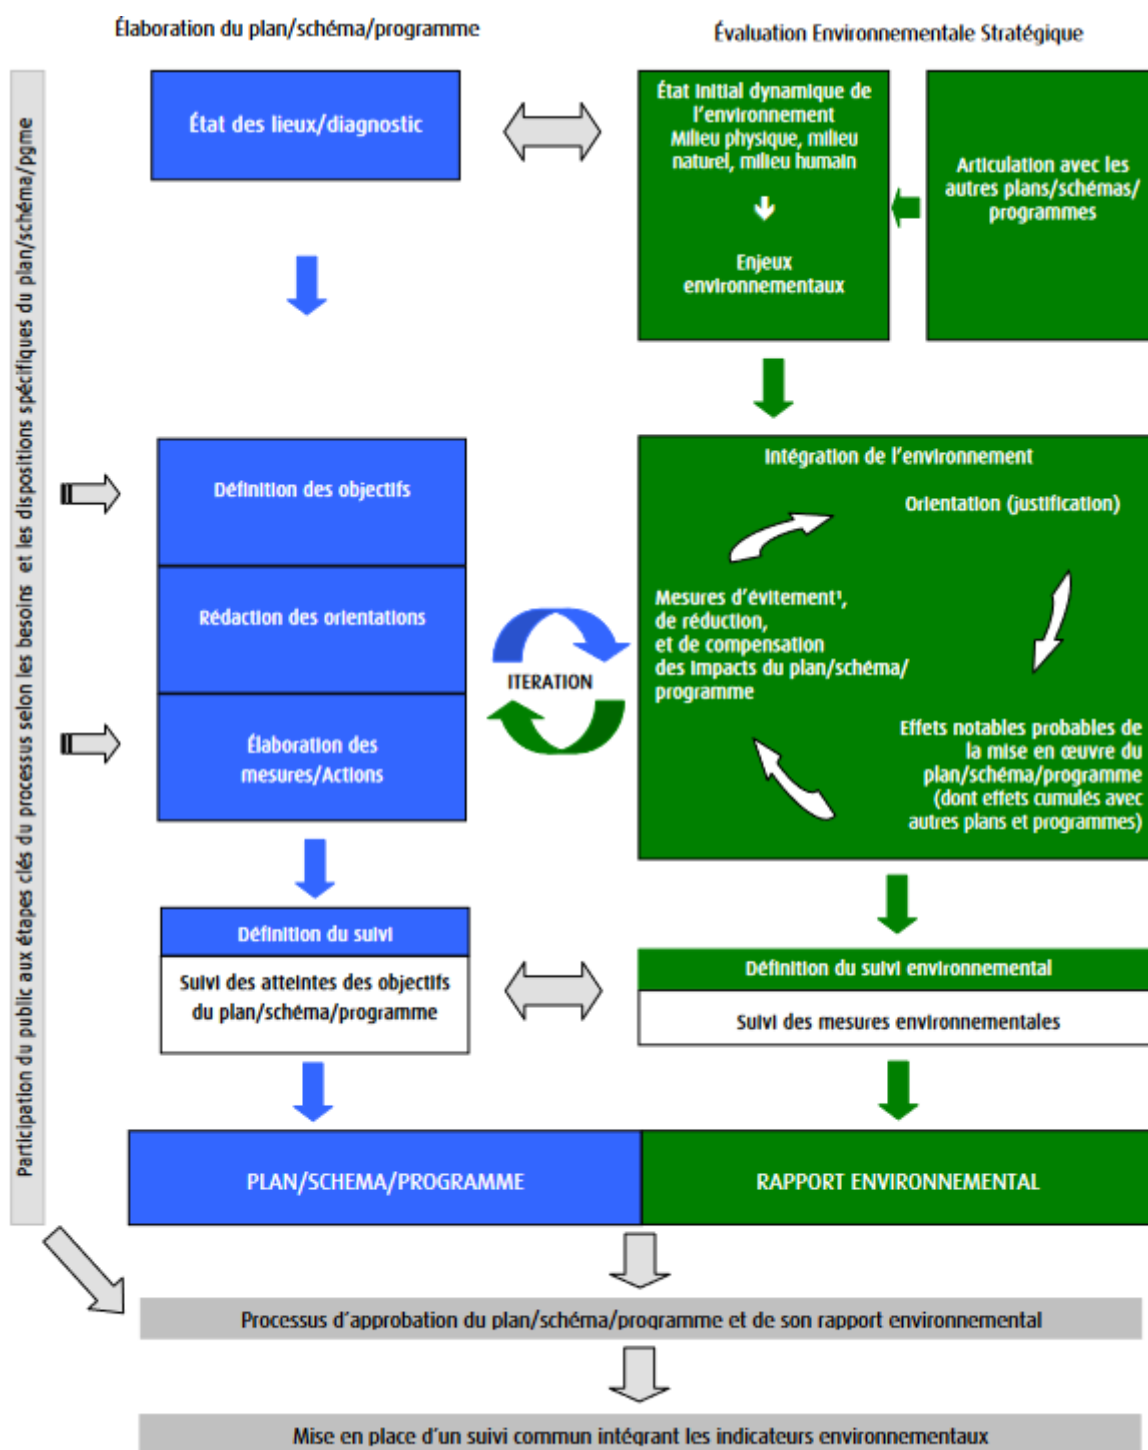 Élaboration du plan/schéma/programme
Évaluation Environnementale Stratégique
Participation du public aux étapes clés du processus selon les besoins et les dispositions spécifiques du plan/schéma/pgme
État des lieux/diagnostic
État initial dynamique de
l'environnement
Milieu physique, milieu
naturel, milieu humain
Enjeux
environnementaux
Articulation avec les
autres plans/schémas/
programmes
Définition des objectifs
Rédaction des orientations
Élaboration des
mesures/Actions
ITERATION
Intégration de l'environnement
Orientation (justification)
Mesures d'évitement¹,
de réduction,
et de compensation
des impacts du plan/schéma/
programme
Effets notables probables de
la mise en œuvre du
plan/schéma/programme
(dont effets cumulés avec
autres plans et programmes)
Définition du suivi
Suivi des atteintes des objectifs
du plan/schéma/programme
Définition du suivi environnemental
Suivi des mesures environnementales
PLAN/SCHEMA/PROGRAMME
RAPPORT ENVIRONNEMENTAL
Processus d'approbation du plan/schéma/programme et de son rapport environnemental
Mise en place d'un suivi commun intégrant les indicateurs environnementaux